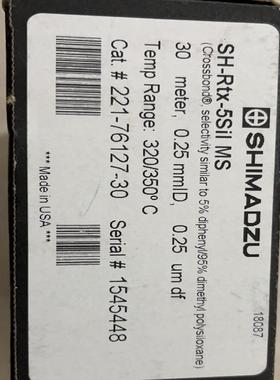 SHIMADZU
18087
SH-Rtx-5Sil MS
(Crossbond®, selectivity similar to 5% diphenyl/95% dimethyl polysiloxane)
30 meter, 0.25 mmID, 0.25 um df
Temp Range: 320/350° C
Cat. # 221-76127-30 Serial # 1545448
*** Made in USA ***